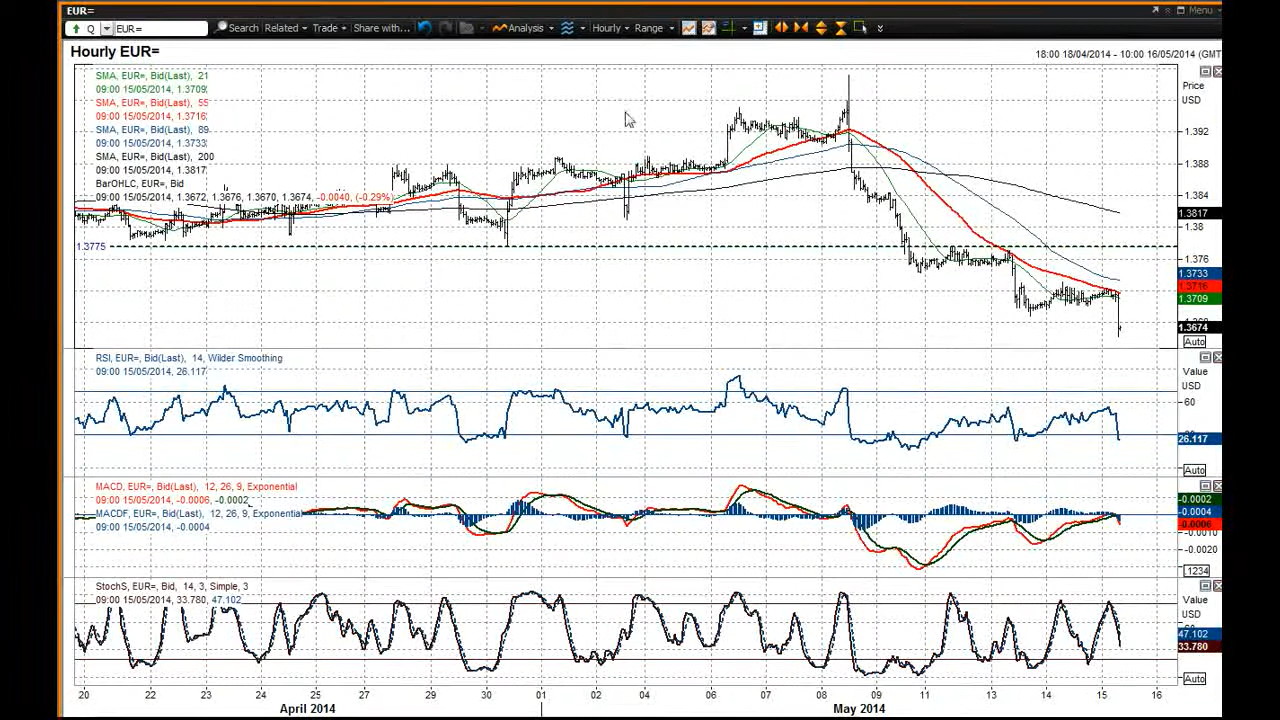 EUR=
Menu
Q EUR= Search Related Trade Share with... Analysis Hourly Range
Hourly EUR=
18:00 18/04/2014 - 10:00 16/05/2014 (GMT
SMA, EUR=, Bid(Last), 21
09:00 15/05/2014, 1.3709
SMA, EUR=, Bid(Last), 55
09:00 15/05/2014, 1.3716
SMA, EUR=, Bid(Last), 89
09:00 15/05/2014, 1.3733
SMA, EUR=, Bid(Last), 200
09:00 15/05/2014, 1.3817
BarOHLC, EUR=, Bid
09:00 15/05/2014, 1.3672, 1.3676, 1.3670, 1.3674, -0.0040, (-0.29%)
1.3775
Price
USD
1.392
1.388
1.384
1.3817
1.38
1.376
1.3733
1.3716
1.3709
1.3674
Auto
RSI, EUR=, Bid(Last), 14, Wilder Smoothing
09:00 15/05/2014, 26.117
Value
USD
60
26.117
Auto
MACD, EUR=, Bid(Last), 12, 26, 9, Exponential
09:00 15/05/2014, -0.0006, -0.0002
MACDF, EUR=, Bid(Last), 12, 26, 9, Exponential
09:00 15/05/2014, -0.0004
-0.0002
-0.0004
-0.0006
-0.0010
-0.0020
.1234
StochS, EUR=, Bid, 14, 3, Simple, 3
09:00 15/05/2014, 33.780, 47.102
Value
USD
47.102
33.780
Auto
20 22 23 24 25 27 28 29 30 01 02 04 06 07 08 09 11 13 14 15 16
April 2014 May 2014